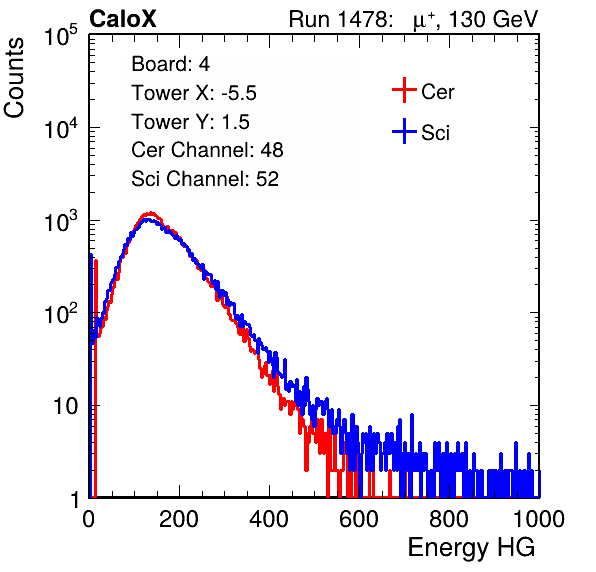 CaloX Run 1478: μ⁺, 130 GeV
Counts
Board: 4
Tower X: -5.5
Tower Y: 1.5
Cer Channel: 48
Sci Channel: 52
Cer
Sci
10⁵
10⁴
10³
10²
10
1
0 200 400 600 800 1000
Energy HG